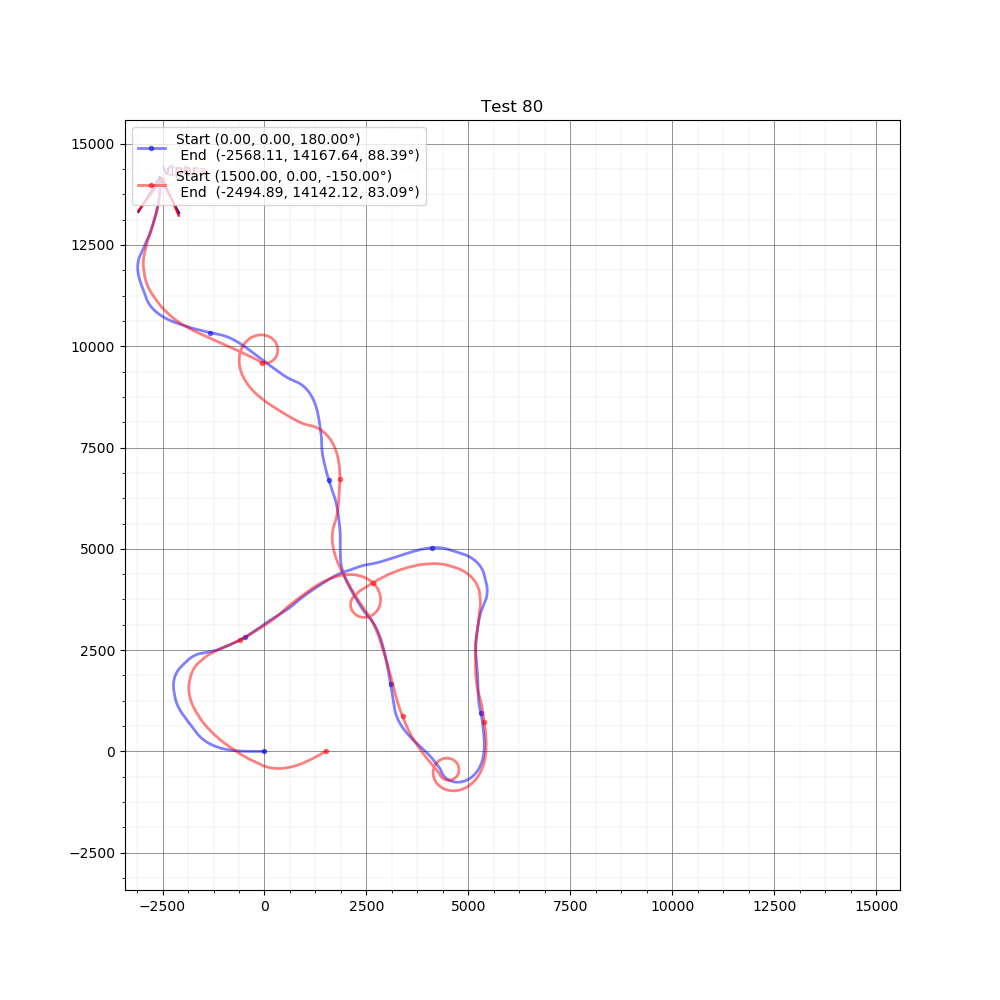 Test 80
Start (0.00, 0.00, 180.00°)
End (-2568.11, 14167.64, 88.39°)
Start (1500.00, 0.00, -150.00°)
End (-2494.89, 14142.12, 83.09°)
15000
12500
10000
7500
5000
2500
0
−2500
−2500 0 2500 5000 7500 10000 12500 15000